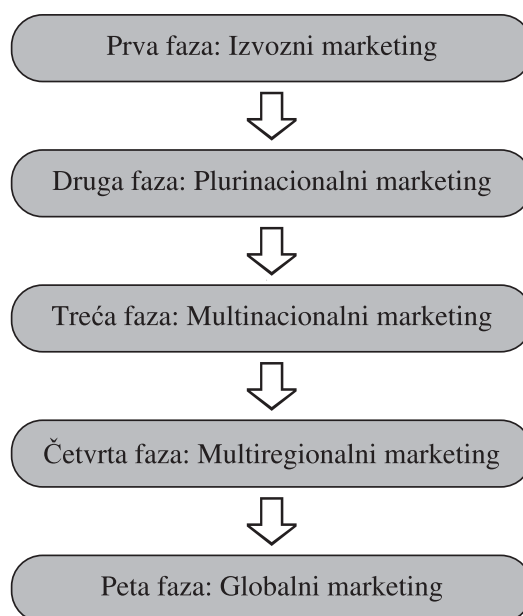 Prva faza: Izvozni marketing
Druga faza: Plurinacionalni marketing
Treća faza: Multinacionalni marketing
Četvrta faza: Multiregionalni marketing
Peta faza: Globalni marketing